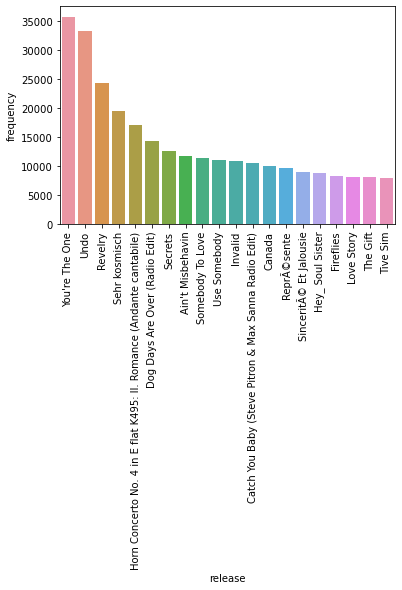 35000
30000
25000
20000
15000
10000
5000
0
frequency
You're The One
Undo
Revelry
Sehr kosmisch
Horn Concerto No. 4 in E flat K495: II. Romance (Andante cantabile)
Dog Days Are Over (Radio Edit)
Secrets
Ain't Misbehavin
Somebody To Love
Use Somebody
Invalid
Catch You Baby (Steve Pitron & Max Sanna Radio Edit)
Canada
ReprÃ©sente
SinceritÃ© Et Jalousie
Hey_ Soul Sister
Fireflies
Love Story
The Gift
Tive Sim
release